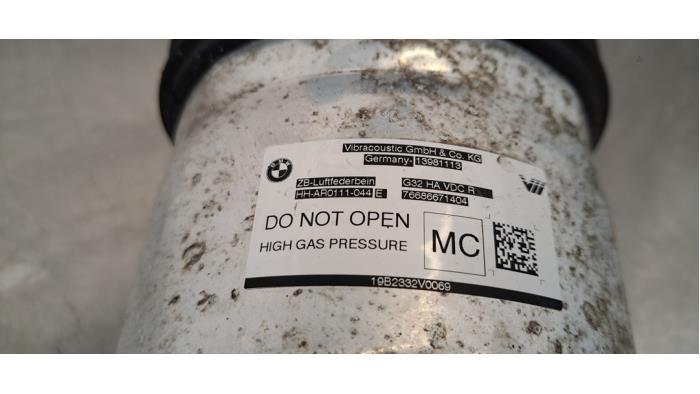 Vibracoustic GmbH & Co. KG
Germany-13981113
ZB-Luftfederbein G32 HA VDC R
HH-AR0111-044 E 76686671404
DO NOT OPEN
HIGH GAS PRESSURE
MC
19B2332V0069